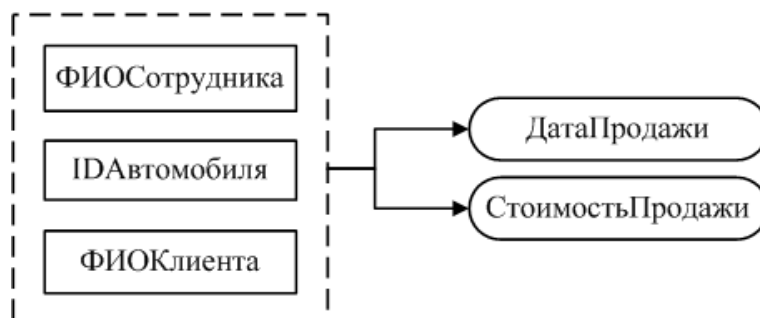 ФИОСотрудника
IDАвтомобиля
ФИОКлиента
ДатаПродажи
СтоимостьПродажи